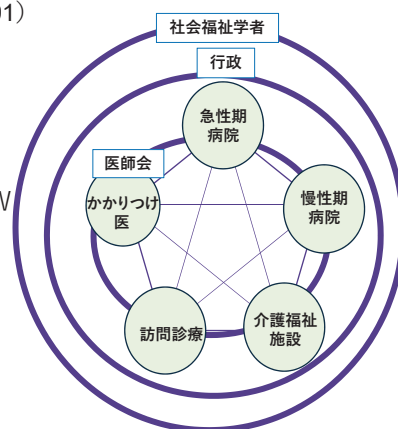 01)
社会福祉学者
行政
急性期
病院
医師会
かかりつけ
医
慢性期
病院
W
訪問診療
介護福祉
施設